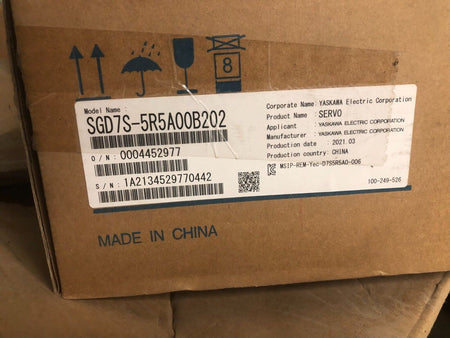 8
Model Name :
SGD7S-5R5A00B202
O/N : 0004452977
S/N : 1A2134529770442
Corporate Name : YASKAWA Electric Corporation
Product Name : SERVO
Applicant : YASKAWA ELECTRIC CORPORATION
Manufacturer : YASKAWA ELECTRIC CORPORATION
Production date : 2021.03
Production country : CHINA
MSIP-REM-Yec-D7S5R5A0-006
100-249-526
MADE IN CHINA